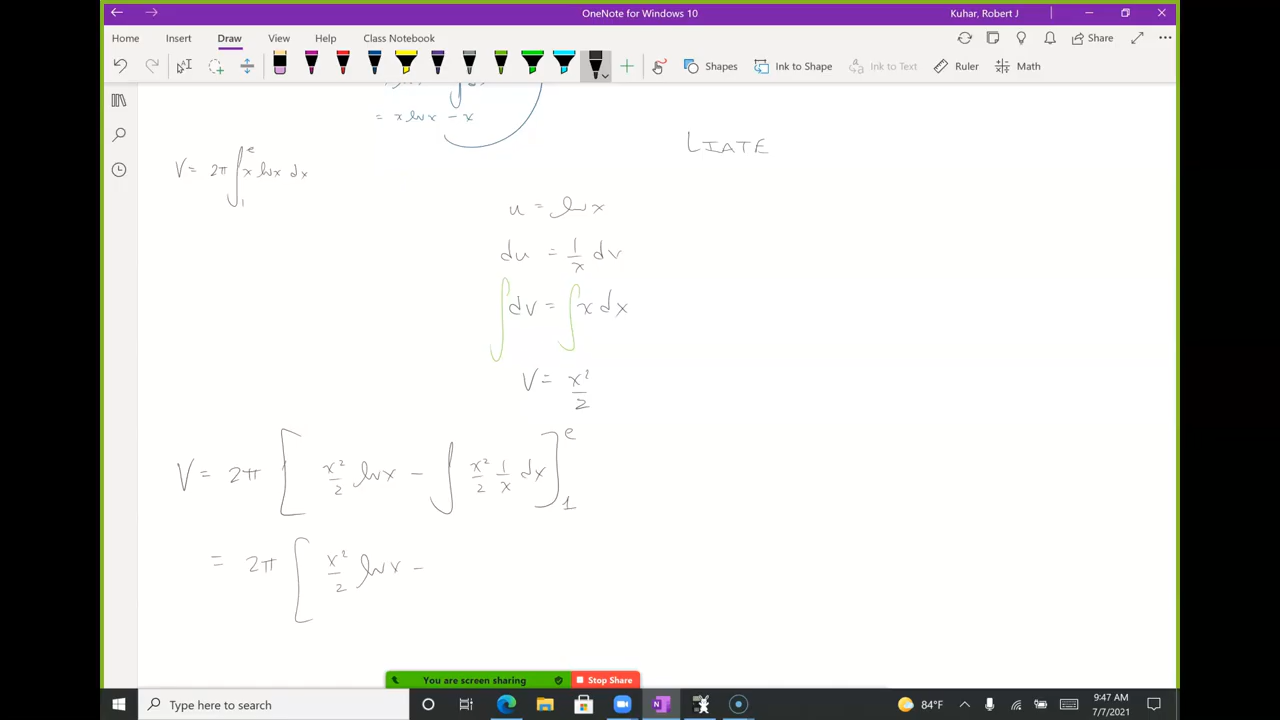 OneNote for Windows 10
Kuhar, Robert J
Home Insert Draw View Help Class Notebook
Share
Shapes Ink to Shape Ink to Text Ruler Math
= x ln x - x
LIATE
V = 2π ∫₁ᵉ x ln x dx
u = ln x
du = 1/x dv
∫ dv = ∫ x dx
V = x²/2
V = 2π [ x²/2 ln x - ∫ x²/2 1/x dx ]₁ᵉ
= 2π [ x²/2 ln x -
You are screen sharing
Stop Share
Type here to search
84°F
9:47 AM
7/7/2021